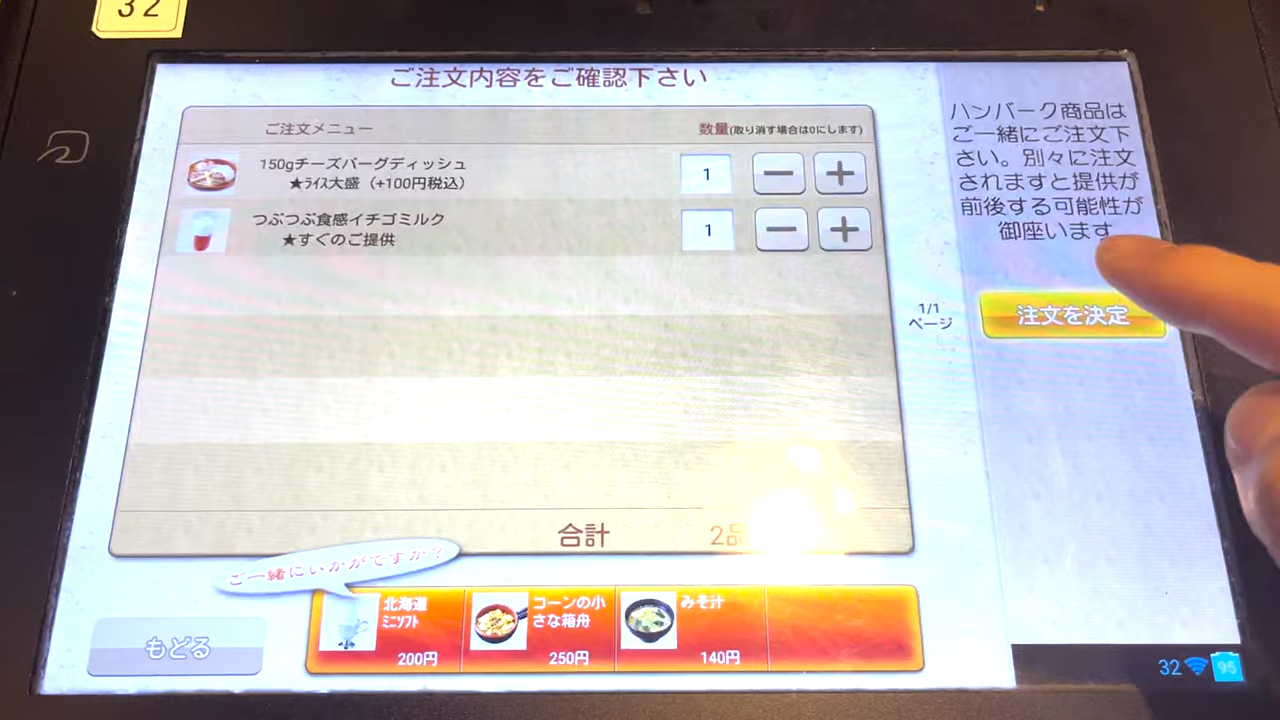 32
ご注文内容をご確認下さい
ご注文メニュー
数量(取り消す場合は0にします)
150gチーズバーグディッシュ
★ﾗｲｽ大盛（+100円税込）
1
つぶつぶ食感イチゴミルク
★すぐのご提供
1
合計
2品
1/1
ページ
ハンバーグ商品は
ご一緒にご注文下
さい。別々に注文
されますと提供が
前後する可能性が
御座います
注文を決定
ご一緒にいかがですか？
北海道
ﾐﾆｿﾌﾄ
200円
コーンの小
さな箱舟
250円
みそ汁
140円
もどる
32
95